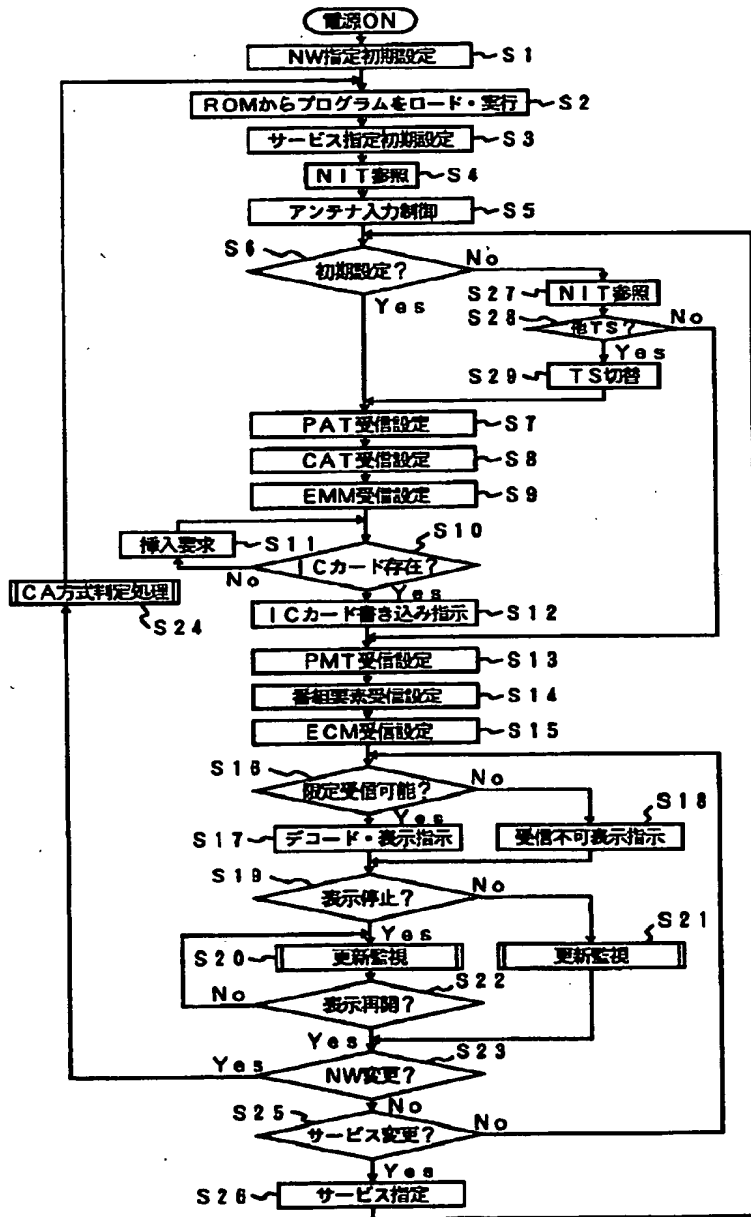 電源ON
NW指定初期設定 S1
ROMからプログラムをロード・実行 S2
サービス指定初期設定 S3
NIT参照 S4
アンテナ入力制御 S5
S6
初期設定?
No
Yes
S27 NIT参照
S28
他TS?
No
Yes
S29 TS切替
PAT受信設定 S7
CAT受信設定 S8
EMM受信設定 S9
S10
挿入要求 S11
ICカード存在?
No
Yes
CA方式判定処理
S24
ICカード書き込み指示 S12
PMT受信設定 S13
番組要素受信設定 S14
ECM受信設定 S15
S16
限定受信可能?
No
Yes
S18
S17 デコード・表示指示
受信不可表示指示
S19
表示停止?
No
Yes
S21
S20 更新監視
更新監視
S22
No
表示再開?
Yes
S23
Yes
NW変更?
No
S25
サービス変更?
No
Yes
S26 サービス指定